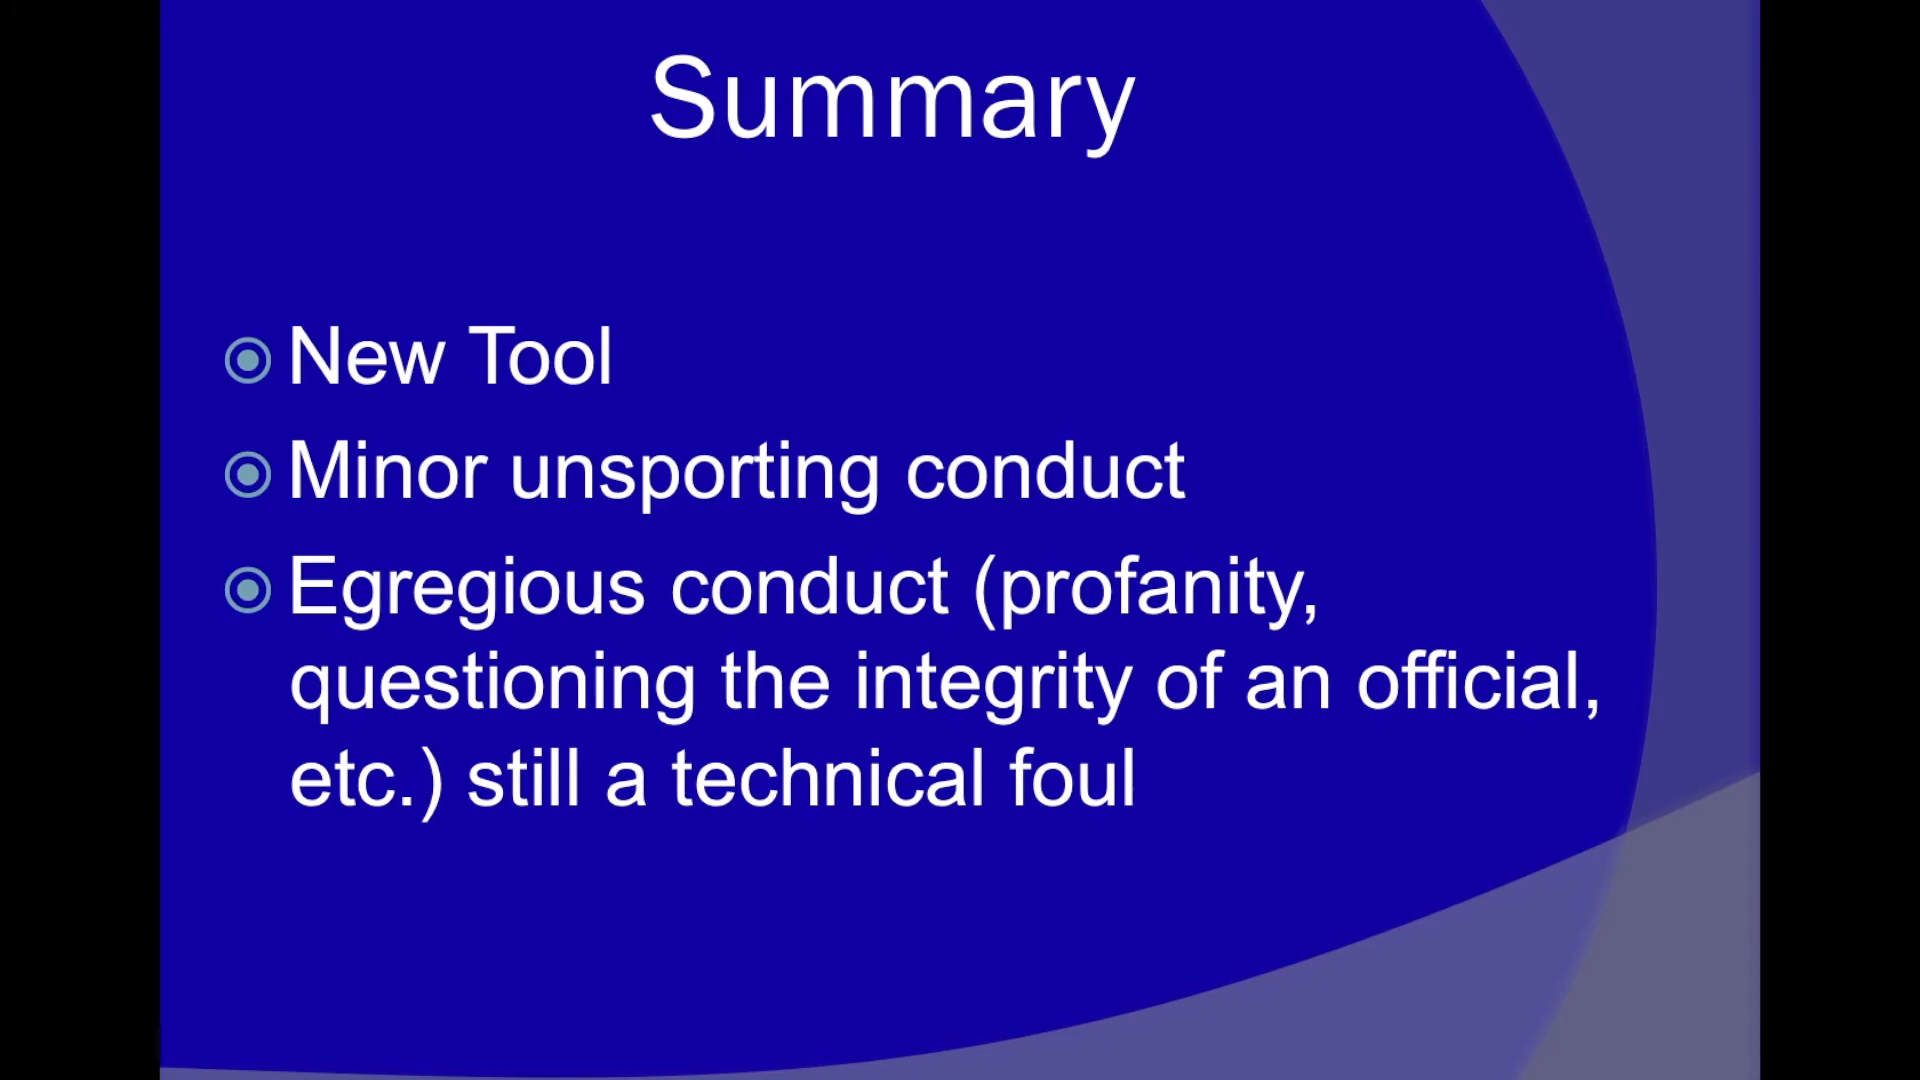 Summary
New Tool
Minor unsporting conduct
Egregious conduct (profanity,
questioning the integrity of an official,
etc.) still a technical foul